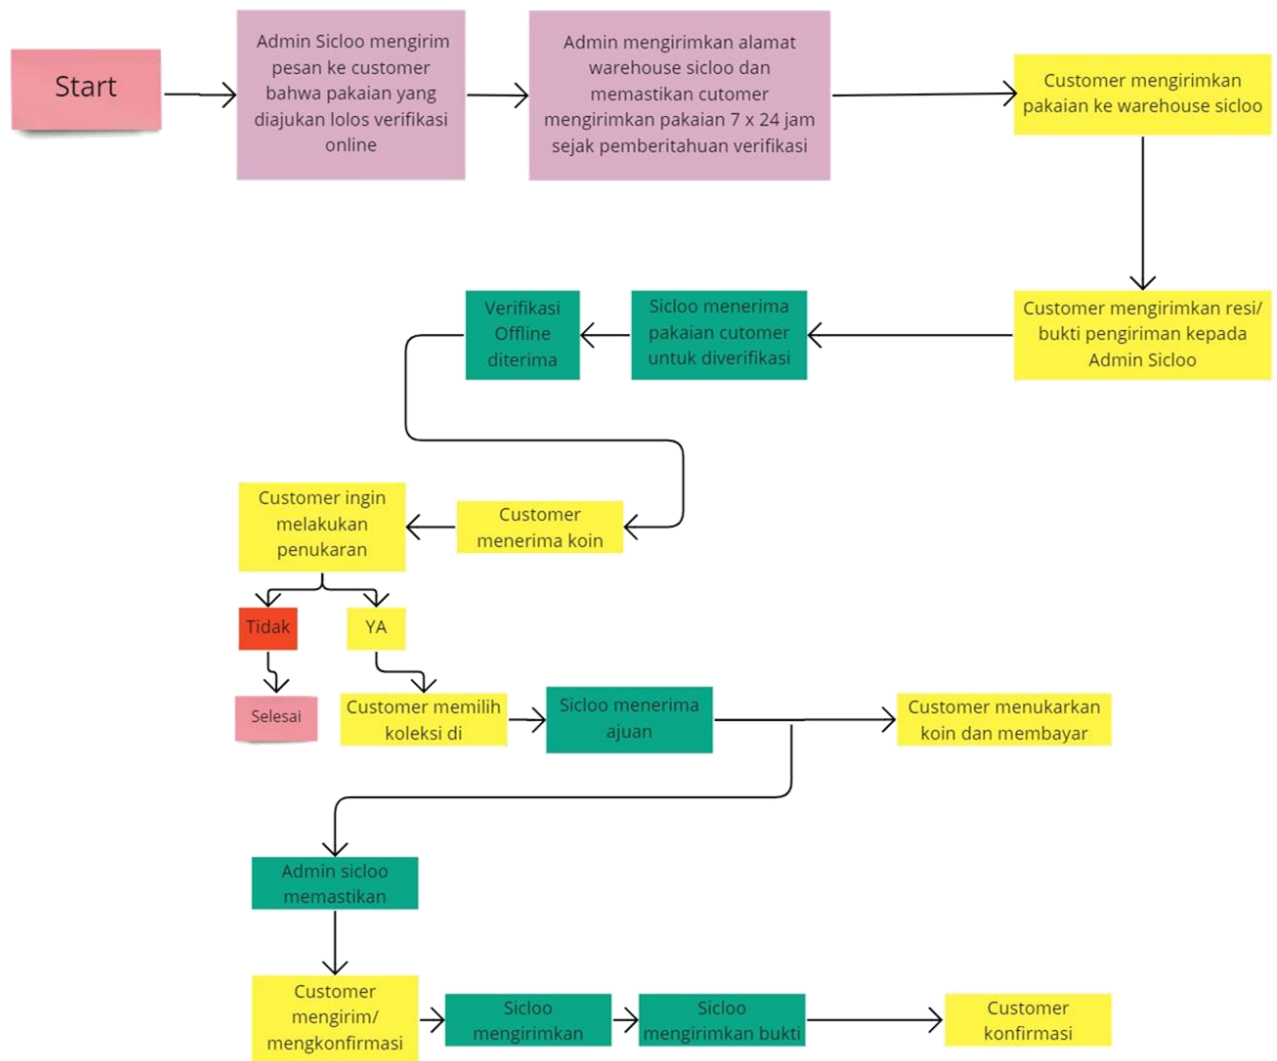 Start
Admin Sicloo mengirim
pesan ke customer
bahwa pakaian yang
diajukan lolos verifikasi
online
Admin mengirimkan alamat
warehouse sicloo dan
memastikan cutomer
mengirimkan pakaian 7 x 24 jam
sejak pemberitahuan verifikasi
Customer mengirimkan
pakaian ke warehouse sicloo
Customer mengirimkan resi/
bukti pengiriman kepada
Admin Sicloo
Sicloo menerima
pakaian cutomer
untuk diverifikasi
Verifikasi
Offline
diterima
Customer
menerima koin
Customer ingin
melakukan
penukaran
Tidak
YA
Selesai
Customer memilih
koleksi di
Sicloo menerima
ajuan
Customer menukarkan
koin dan membayar
Admin sicloo
memastikan
Customer
mengirim/
mengkonfirmasi
Sicloo
mengirimkan
Sicloo
mengirimkan bukti
Customer
konfirmasi